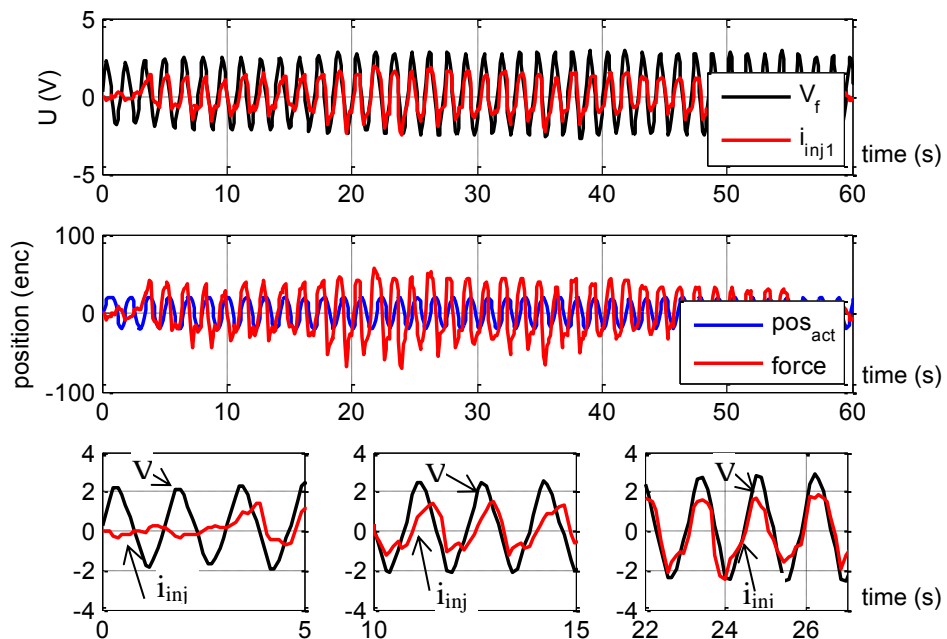 5
0
-5
U (V)
V_f
i_inj1
time (s)
0 10 20 30 40 50 60
100
0
-100
position (enc)
pos_act
force
time (s)
0 10 20 30 40 50 60
4
2
0
-2
-4
V
i_inj
0 5
4
2
0
-2
-4
V
i_inj
10 15
4
2
0
-2
-4
V
i_inj
time (s)
22 24 26